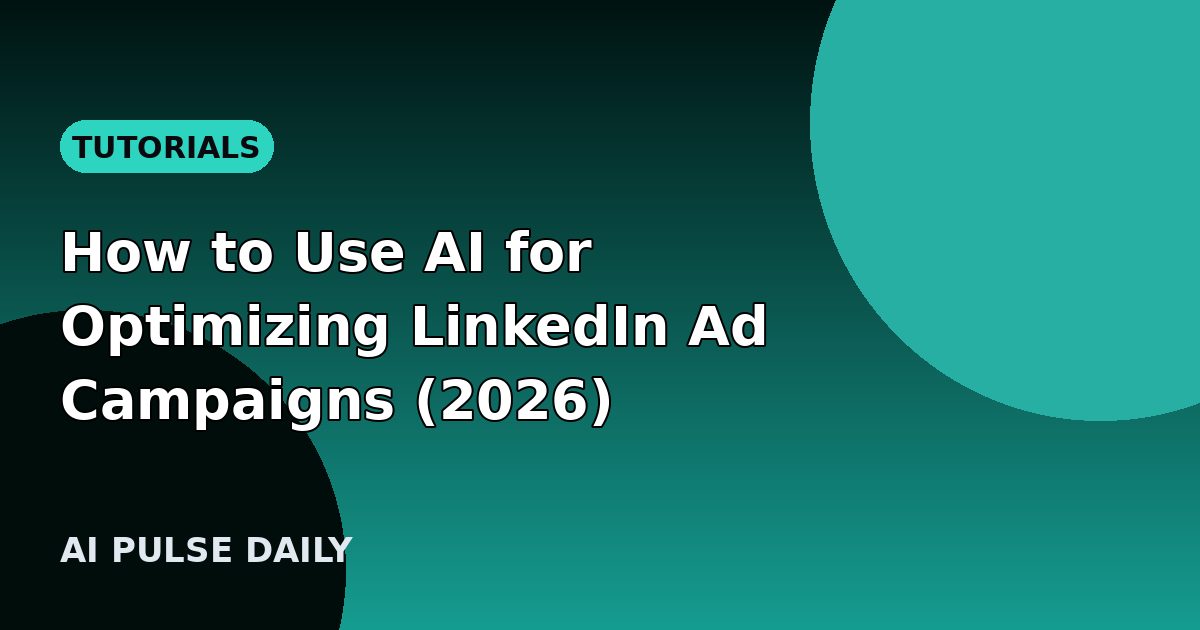 TUTORIALS
How to Use AI for
Optimizing LinkedIn Ad
Campaigns (2026)
AI PULSE DAILY